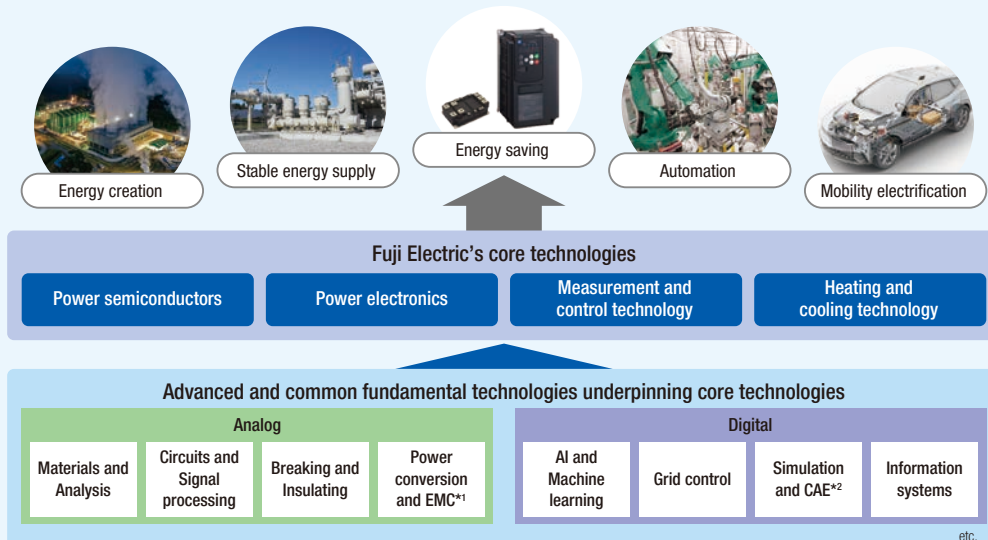 Energy creation
Stable energy supply
Energy saving
Automation
Mobility electrification
Fuji Electric's core technologies
Power semiconductors
Power electronics
Measurement and
control technology
Heating and
cooling technology
Advanced and common fundamental technologies underpinning core technologies
Analog
Materials and
Analysis
Circuits and
Signal
processing
Breaking and
Insulating
Power
conversion
and EMC*1
Digital
AI and
Machine
learning
Grid control
Simulation
and CAE*2
Information
systems
etc.